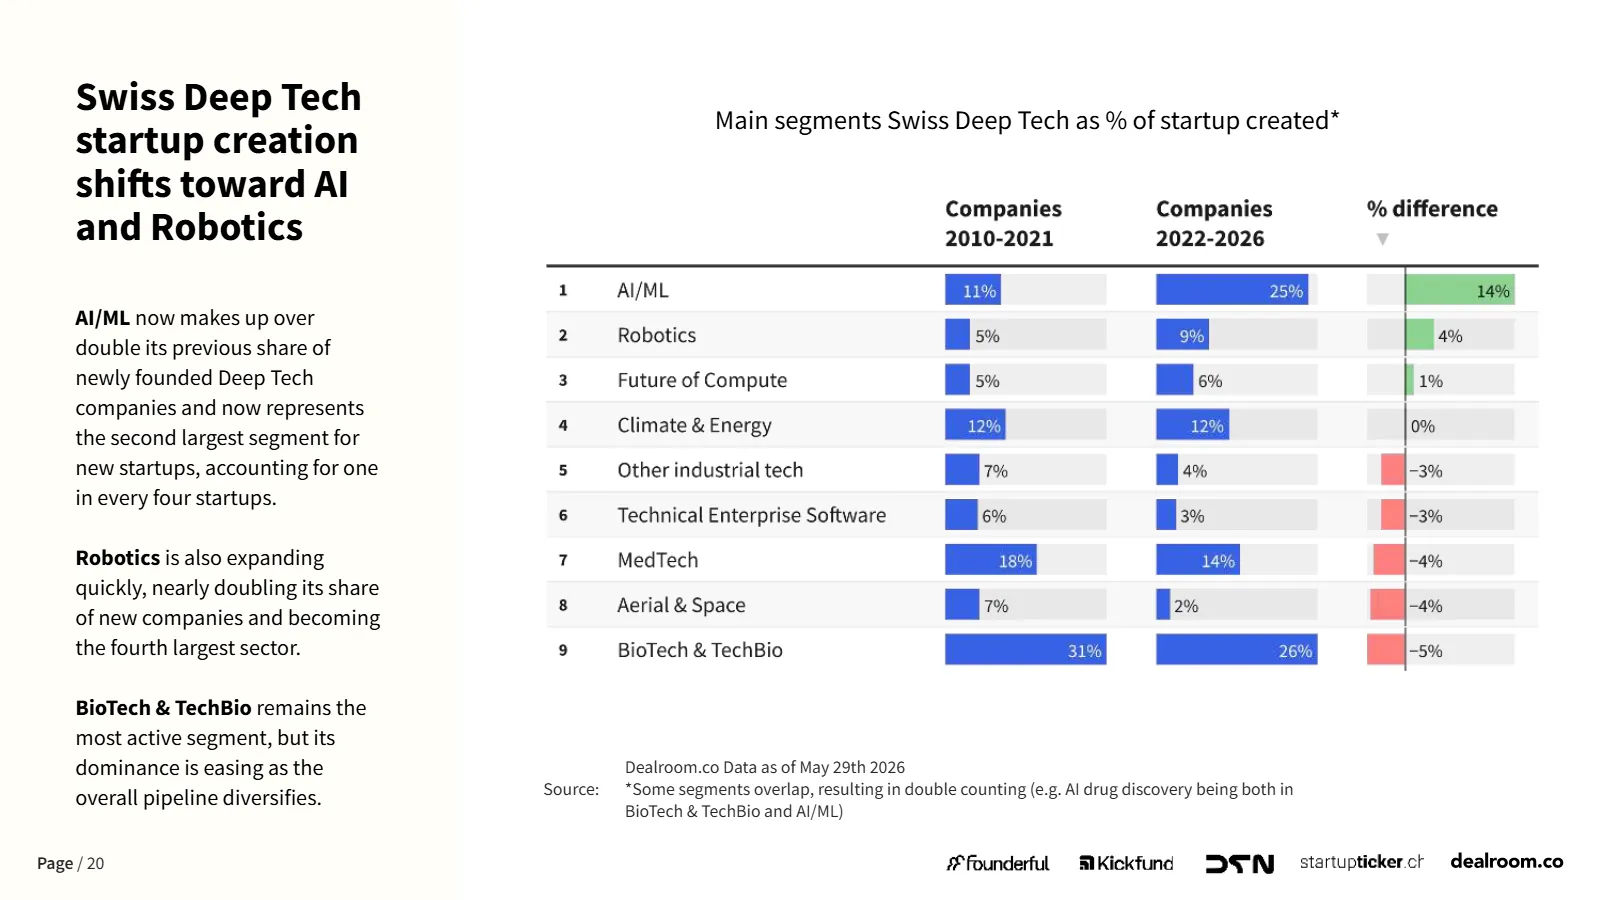 Swiss Deep Tech
startup creation
shifts toward AI
and Robotics
AI/ML now makes up over
double its previous share of
newly founded Deep Tech
companies and now represents
the second largest segment for
new startups, accounting for one
in every four startups.
Robotics is also expanding
quickly, nearly doubling its share
of new companies and becoming
the fourth largest sector.
BioTech & TechBio remains the
most active segment, but its
dominance is easing as the
overall pipeline diversifies.
Main segments Swiss Deep Tech as % of startup created*
Companies 2010-2021 Companies 2022-2026 % difference
1 AI/ML 11% 25% 14%
2 Robotics 5% 9% 4%
3 Future of Compute 5% 6% 1%
4 Climate & Energy 12% 12% 0%
5 Other industrial tech 7% 4% −3%
6 Technical Enterprise Software 6% 3% −3%
7 MedTech 18% 14% −4%
8 Aerial & Space 7% 2% −4%
9 BioTech & TechBio 31% 26% −5%
Source:
Dealroom.co Data as of May 29th 2026
*Some segments overlap, resulting in double counting (e.g. AI drug discovery being both in
BioTech & TechBio and AI/ML)
Page / 20
founderful Kickfund DSN startupticker.ch dealroom.co